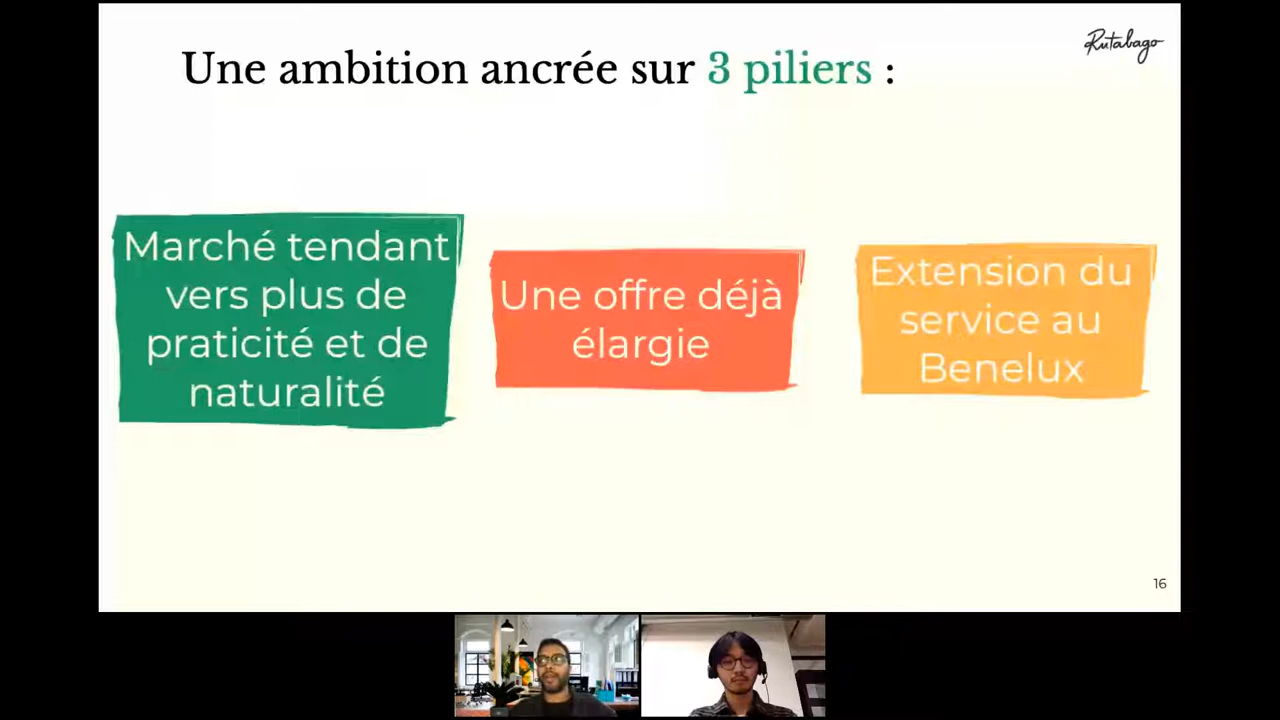 Rutabago
Une ambition ancrée sur 3 piliers :
Marché tendant
vers plus de
praticité et de
naturalité
Une offre déjà
élargie
Extension du
service au
Benelux
16